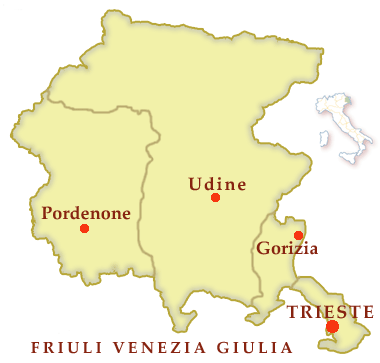 Udine
Pordenone
Gorizia
TRIESTE
FRIULI VENEZIA GIULIA